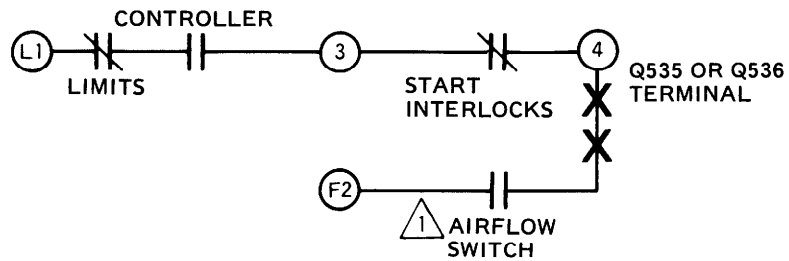 CONTROLLER
L1
3
4
LIMITS
START
INTERLOCKS
Q535 OR Q536
TERMINAL
F2
1
AIRFLOW
SWITCH